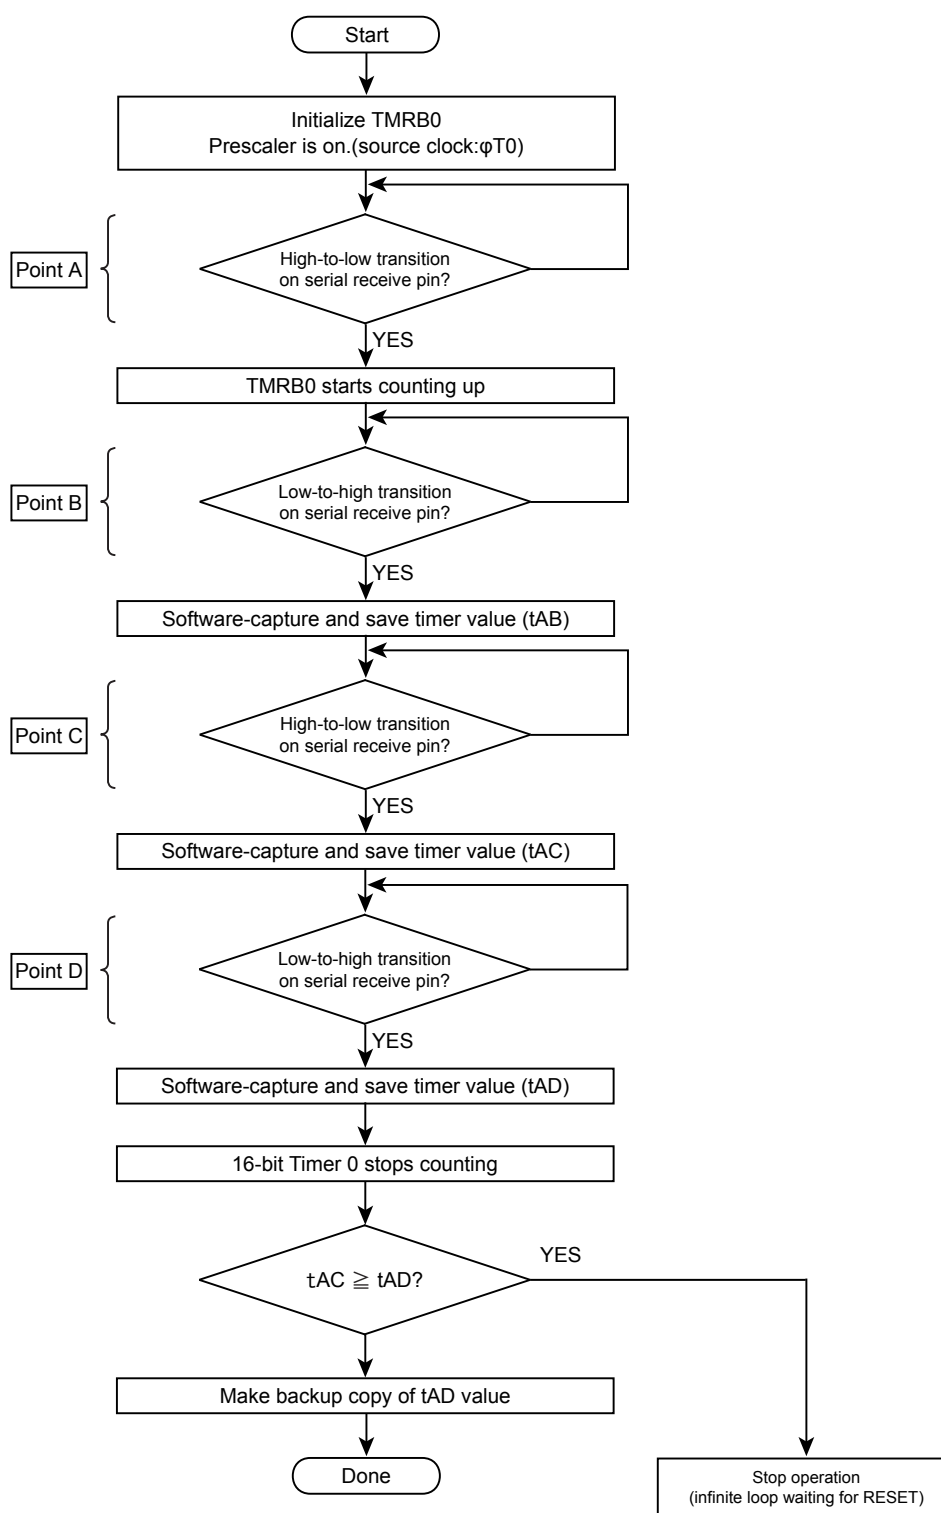 Start
Initialize TMRB0
Prescaler is on.(source clock:φT0)
Point A
High-to-low transition
on serial receive pin?
YES
TMRB0 starts counting up
Point B
Low-to-high transition
on serial receive pin?
YES
Software-capture and save timer value (tAB)
Point C
High-to-low transition
on serial receive pin?
YES
Software-capture and save timer value (tAC)
Point D
Low-to-high transition
on serial receive pin?
YES
Software-capture and save timer value (tAD)
16-bit Timer 0 stops counting
tAC ≧ tAD?
YES
Make backup copy of tAD value
Done
Stop operation
(infinite loop waiting for RESET)